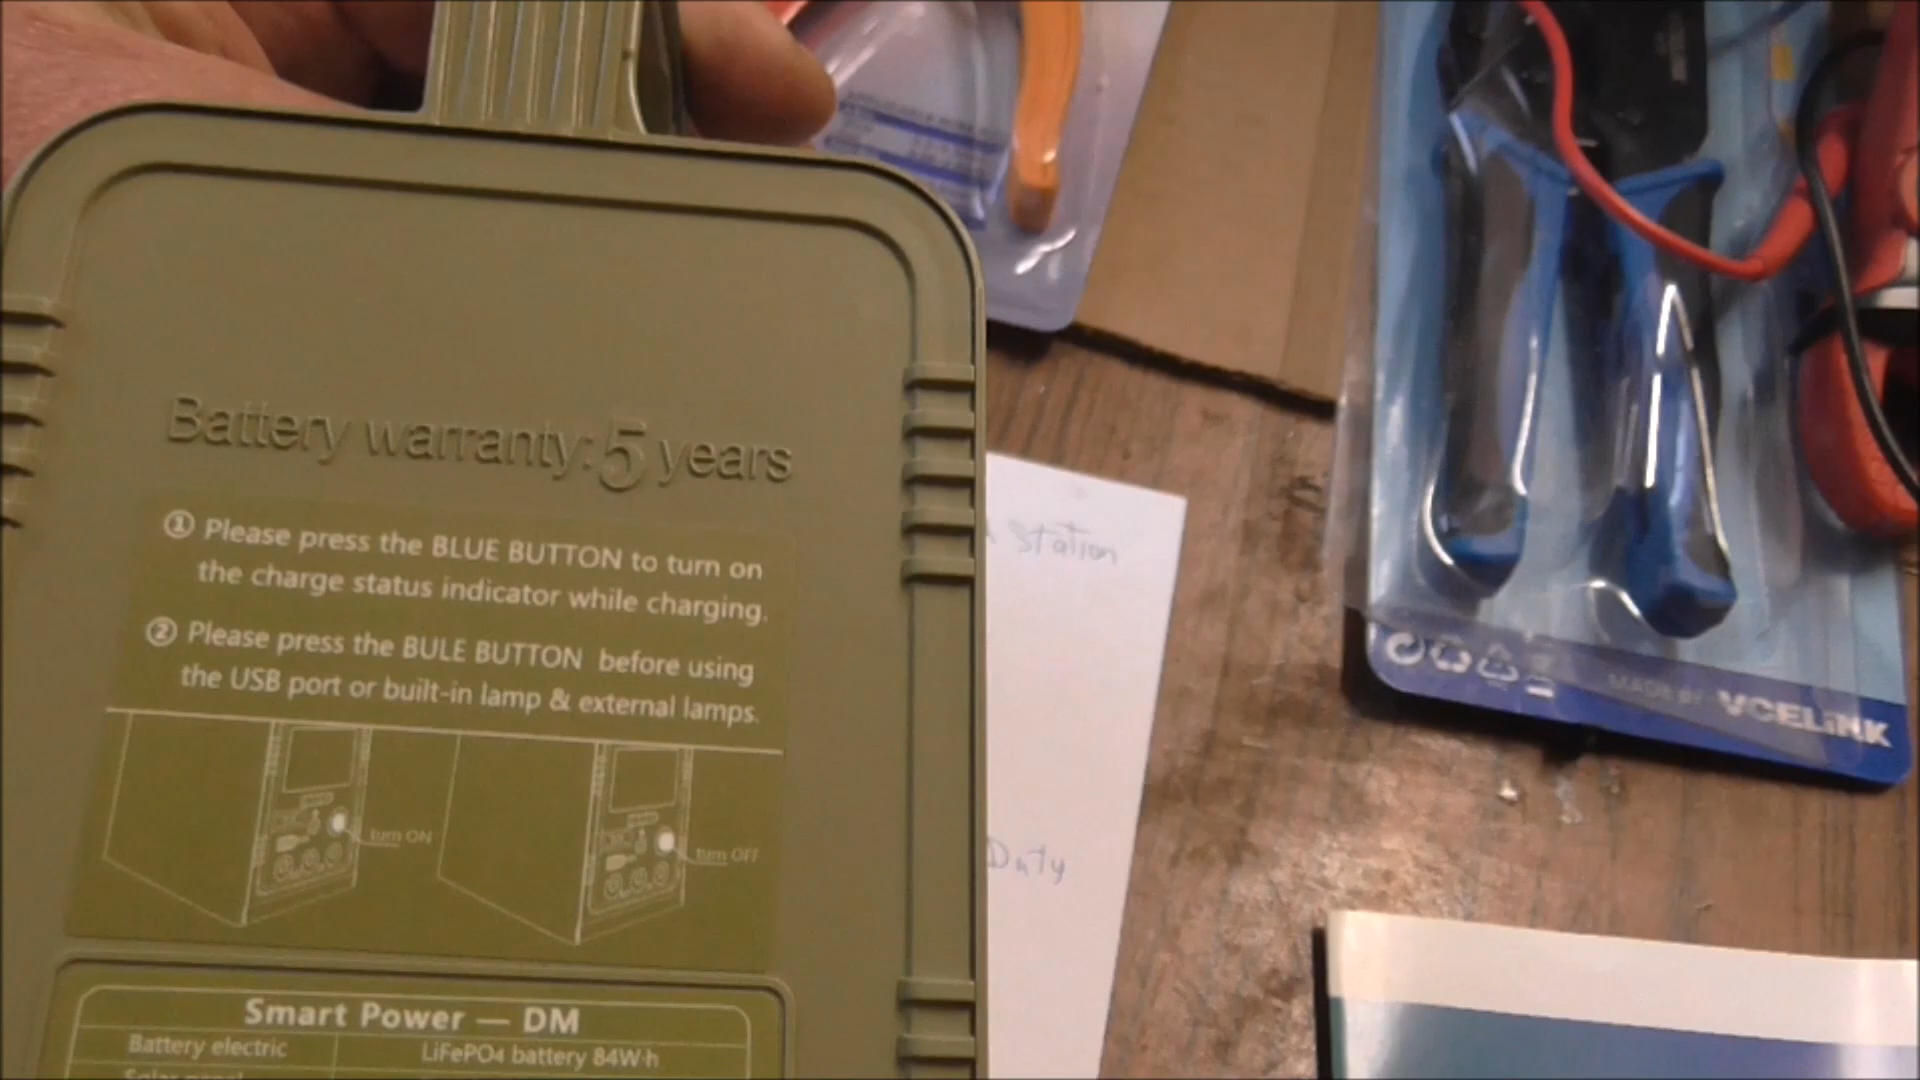 Battery warranty: 5 years
① Please press the BLUE BUTTON to turn on
the charge status indicator while charging.
② Please press the BULE BUTTON before using
the USB port or built-in lamp & external lamps.
turn ON
turn OFF
Smart Power — DM
Battery electric LiFePO4 battery 84W·h
Solar panel
Station
Duty
MADE BY VCELINK